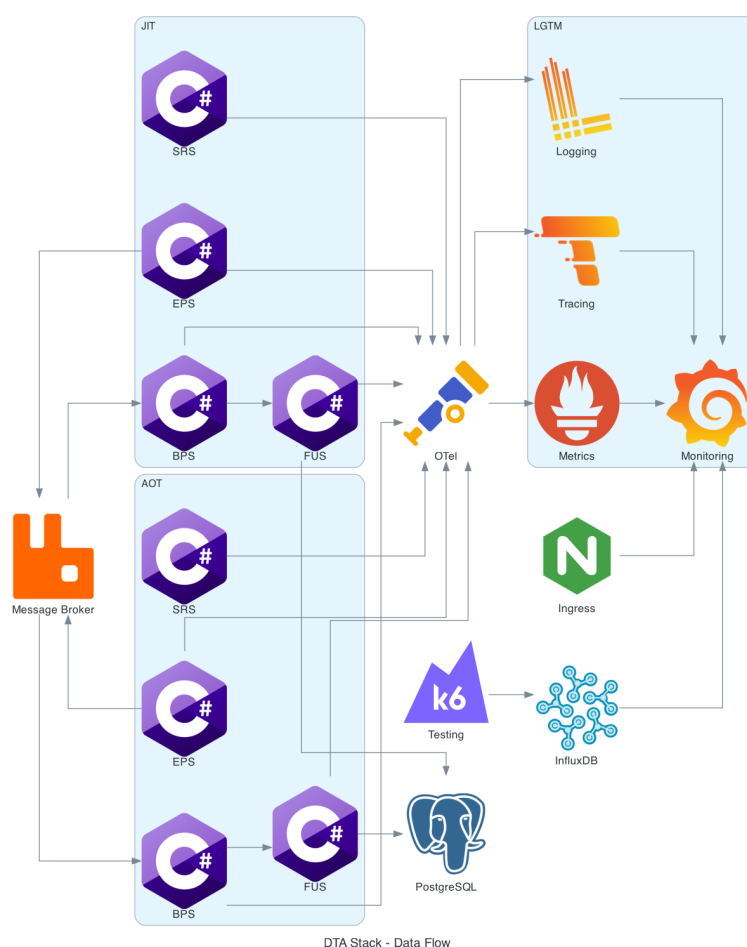 JIT
LGTM
C#
SRS
Logging
C#
EPS
Tracing
C#
BPS
C#
FUS
OTel
Metrics
Monitoring
AOT
C#
SRS
Message Broker
N
Ingress
C#
EPS
k6
Testing
InfluxDB
C#
BPS
C#
FUS
PostgreSQL
DTA Stack - Data Flow